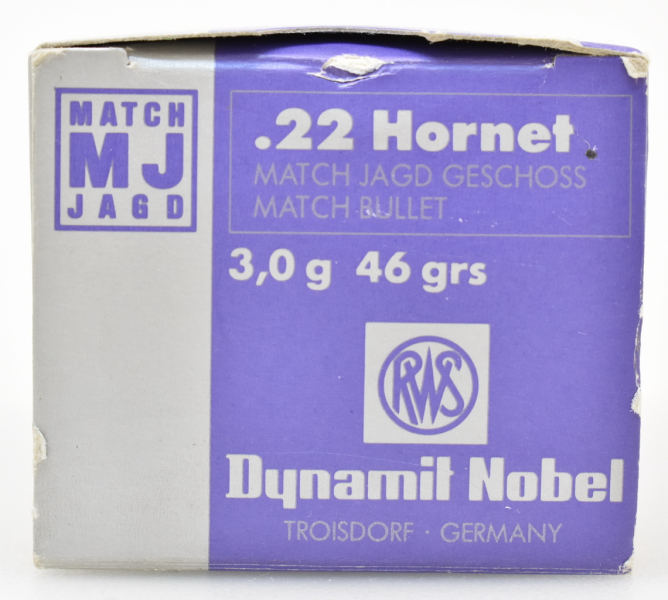 MATCH
MJ
JAGD
.22 Hornet
MATCH JAGD GESCHOSS
MATCH BULLET
3,0 g 46 grs
RWS
Dynamit Nobel
TROISDORF · GERMANY